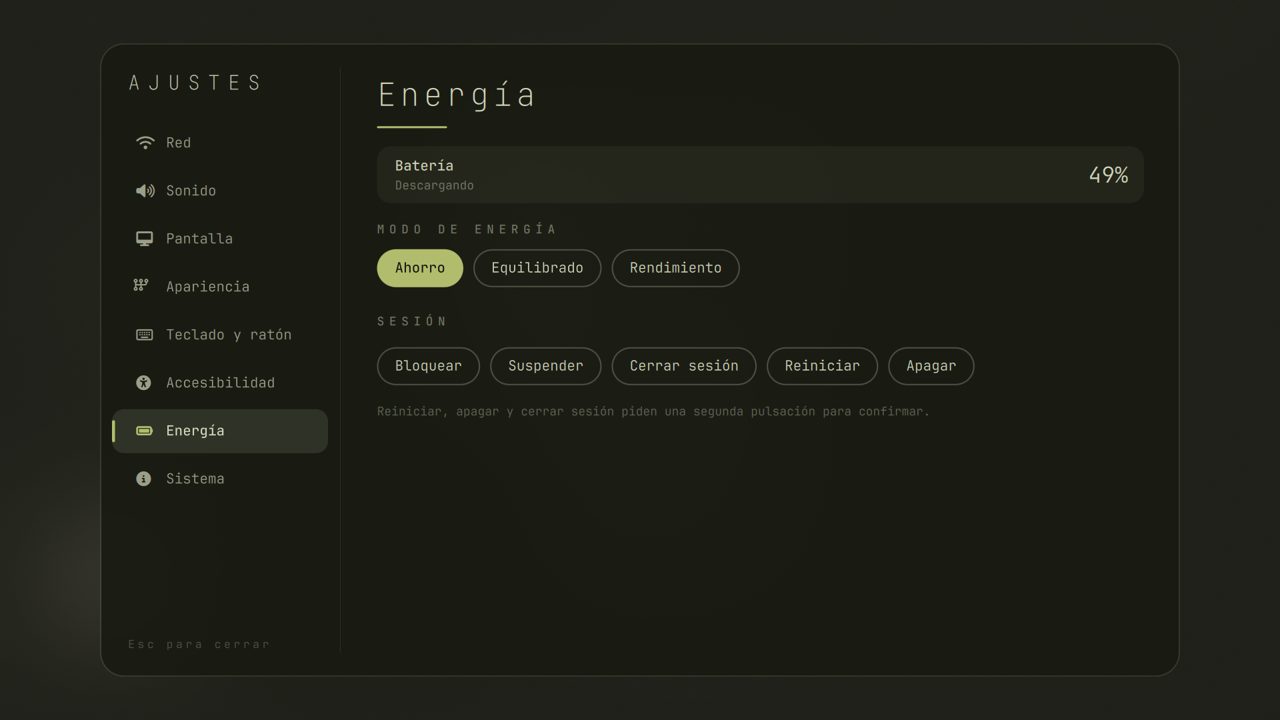 AJUSTES
Red
Sonido
Pantalla
Apariencia
Teclado y ratón
Accesibilidad
Energía
Sistema
Esc para cerrar
Energía
Batería
Descargando
49%
MODO DE ENERGÍA
Ahorro Equilibrado Rendimiento
SESIÓN
Bloquear Suspender Cerrar sesión Reiniciar Apagar
Reiniciar, apagar y cerrar sesión piden una segunda pulsación para confirmar.